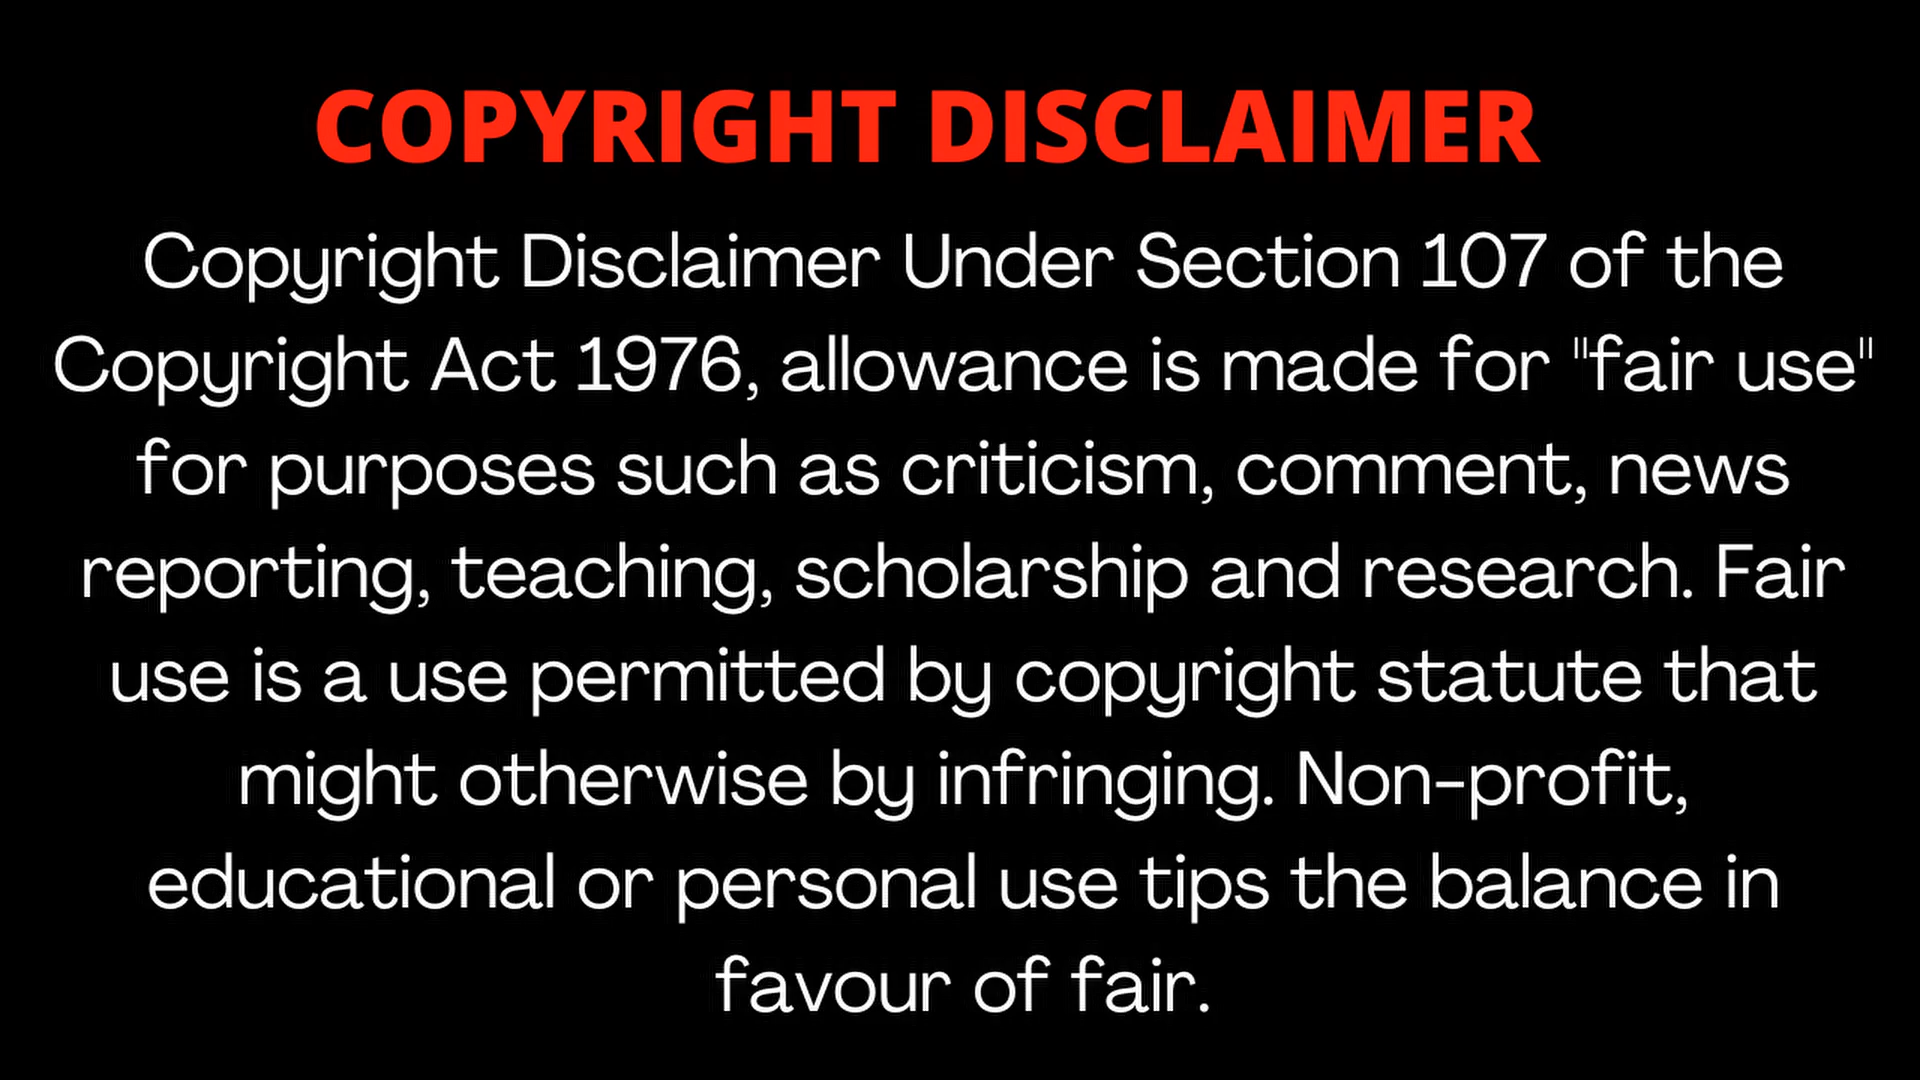 COPYRIGHT DISCLAIMER
Copyright Disclaimer Under Section 107 of the
Copyright Act 1976, allowance is made for "fair use"
for purposes such as criticism, comment, news
reporting, teaching, scholarship and research. Fair
use is a use permitted by copyright statute that
might otherwise by infringing. Non-profit,
educational or personal use tips the balance in
favour of fair.